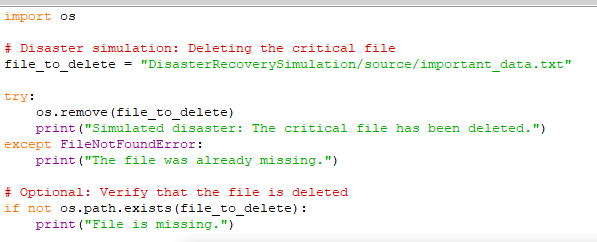 import os
# Disaster simulation: Deleting the critical file
file_to_delete = "DisasterRecoverySimulation/source/important_data.txt"
try:
    os.remove(file_to_delete)
    print("Simulated disaster: The critical file has been deleted.")
except FileNotFoundError:
    print("The file was already missing.")
# Optional: Verify that the file is deleted
if not os.path.exists(file_to_delete):
    print("File is missing.")